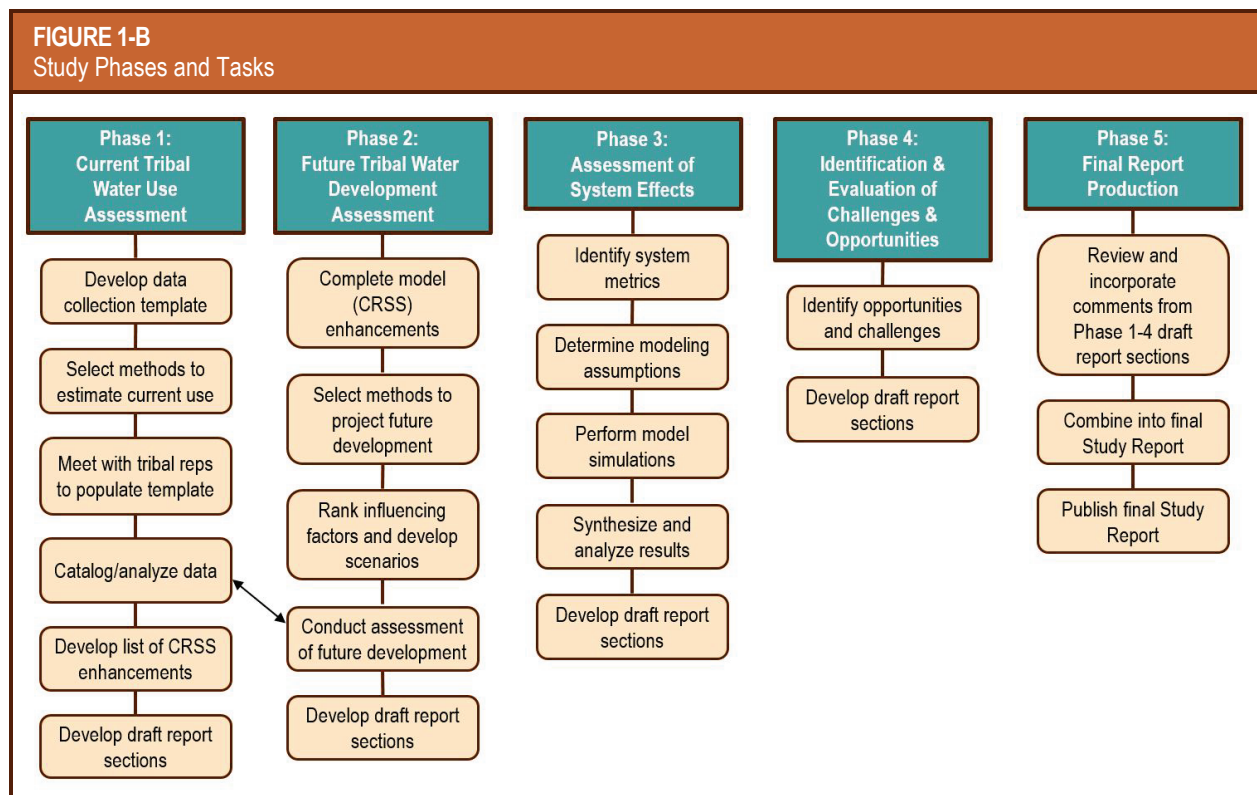 FIGURE 1-B
Study Phases and Tasks
Phase 1:
Current Tribal
Water Use
Assessment
Develop data
collection template
Select methods to
estimate current use
Meet with tribal reps
to populate template
Catalog/analyze data
Develop list of CRSS
enhancements
Develop draft report
sections
Phase 2:
Future Tribal Water
Development
Assessment
Complete model
(CRSS)
enhancements
Select methods to
project future
development
Rank influencing
factors and develop
scenarios
Conduct assessment
of future development
Develop draft report
sections
Phase 3:
Assessment of
System Effects
Identify system
metrics
Determine modeling
assumptions
Perform model
simulations
Synthesize and
analyze results
Develop draft report
sections
Phase 4:
Identification &
Evaluation of
Challenges &
Opportunities
Identify opportunities
and challenges
Develop draft report
sections
Phase 5:
Final Report
Production
Review and
incorporate
comments from
Phase 1-4 draft
report sections
Combine into final
Study Report
Publish final Study
Report